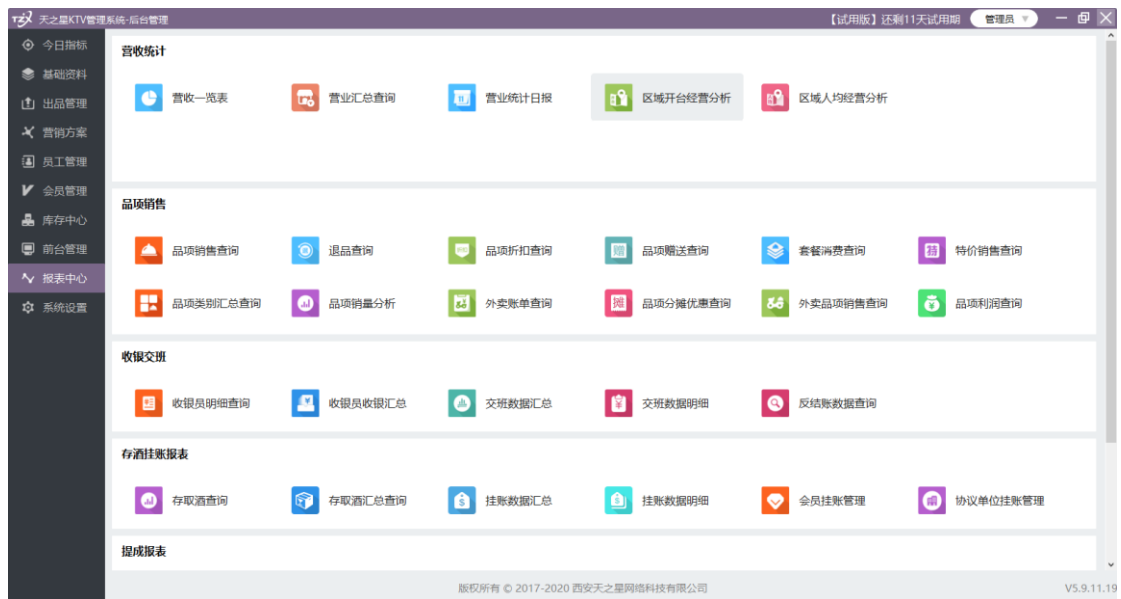 TZX 天之星KTV管理系统-后台管理 【试用版】还剩11天试用期 管理员
今日指标
基础资料
出品管理
营销方案
员工管理
会员管理
库存中心
前台管理
报表中心
系统设置
营收统计
营收一览表 营业汇总查询 营业统计日报 区域开台经营分析 区域人均经营分析
品项销售
品项销售查询 退品查询 品项折扣查询 赠 品项赠送查询 套餐消费查询 特 特价销售查询
品项类别汇总查询 品项销量分析 外卖账单查询 摊 品项分摊优惠查询 外卖品项销售查询 品项利润查询
收银交班
收银员明细查询 收银员收银汇总 交班数据汇总 交班数据明细 反结账数据查询
存酒挂账报表
存取酒查询 存取酒汇总查询 挂账数据汇总 挂账数据明细 会员挂账管理 协议单位挂账管理
提成报表
版权所有 © 2017-2020 西安天之星网络科技有限公司 V5.9.11.19